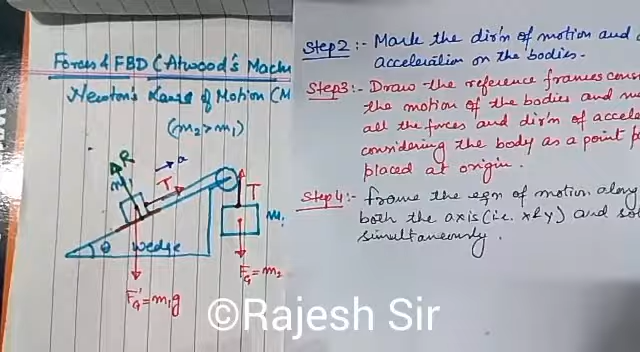 Forces & FBD (Atwood's Mach
Newton's Laws of Motion (M
(m₂>m₁)
R
a
m₁
T
T
M₁
θ
wedge
F'G = m₁g
FG = m₂
Step2:- Mark the dir'n of motion and
acceleration on the bodies.
Step3:- Draw the reference frames cons
the motion of the bodies and
all the forces and dir'n of accele
considering the body as a point
placed at origin.
Step4:- frame the eqn of motion along
both the axis (i.e. x & y) and sol
simultaneously.
©Rajesh Sir